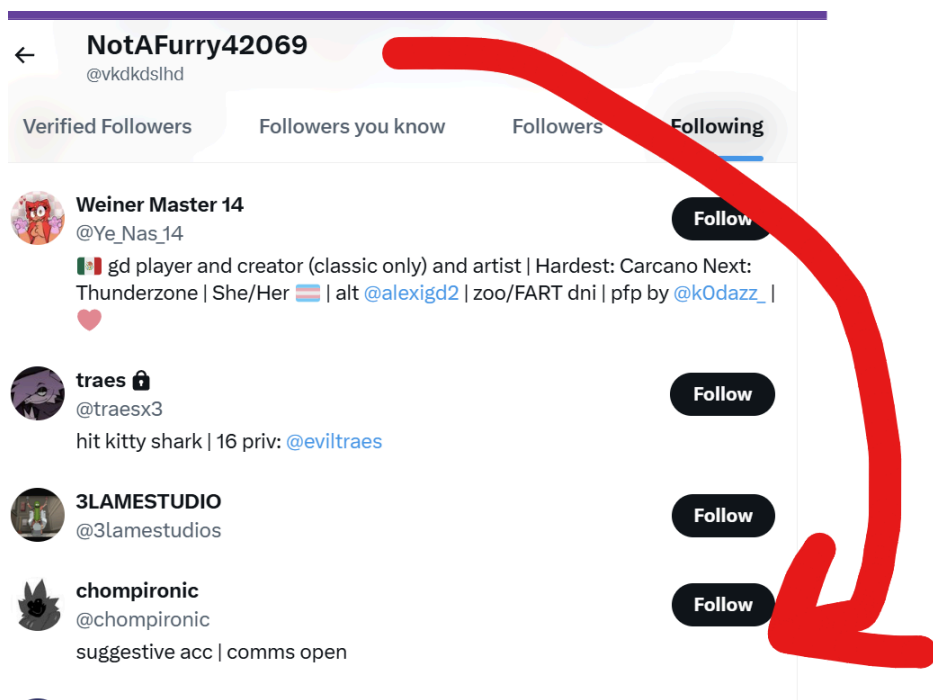 NotAFurry42069
@vkdkdslhd
Verified Followers Followers you know Followers Following
Weiner Master 14
@Ye_Nas_14
Follow
🇲🇽 gd player and creator (classic only) and artist | Hardest: Carcano Next:
Thunderzone | She/Her 🏳️‍⚧️ | alt @alexigd2 | zoo/FART dni | pfp by @k0dazz_ |
❤️
traes 🔒
@traesx3
Follow
hit kitty shark | 16 priv: @eviltraes
3LAMESTUDIO
@3lamestudios
Follow
chompironic
@chompironic
Follow
suggestive acc | comms open